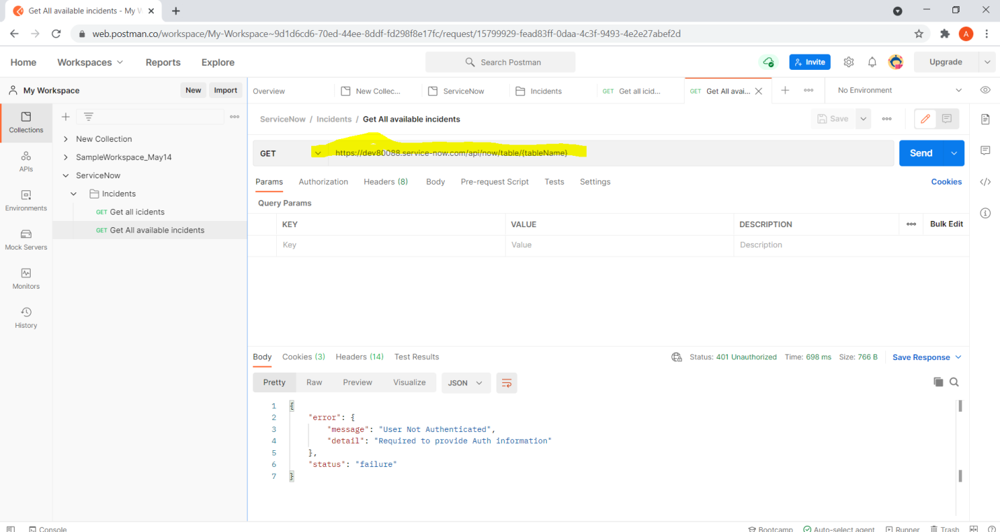 Get All available incidents - My W
web.postman.co/workspace/My-Workspace~9d1d6cd6-70ed-44ee-8ddf-fd298f8e17fc/request/15799929-fead83ff-0daa-4c3f-9493-4e2e27abef2d
A
Home Workspaces Reports Explore Search Postman Invite Upgrade
My Workspace New Import
Overview New Collec... ServiceNow Incidents GET Get all icid... GET Get All avai... No Environment
Collections
APIs
Environments
Mock Servers
Monitors
History
New Collection
SampleWorkspace_May14
ServiceNow
Incidents
GET Get all icidents
GET Get All available incidents
ServiceNow / Incidents / Get All available incidents Save
GET https://dev80088.service-now.com/api/now/table/{tableName} Send
Params Authorization Headers (8) Body Pre-request Script Tests Settings Cookies
Query Params
KEY VALUE DESCRIPTION Bulk Edit
Key Value Description
Body Cookies (3) Headers (14) Test Results Status: 401 Unauthorized Time: 698 ms Size: 766 B Save Response
Pretty Raw Preview Visualize JSON
1 {
2 "error": {
3 "message": "User Not Authenticated",
4 "detail": "Required to provide Auth information"
5 },
6 "status": "failure"
7 }
Console Bootcamp Auto-select agent Runner Trash